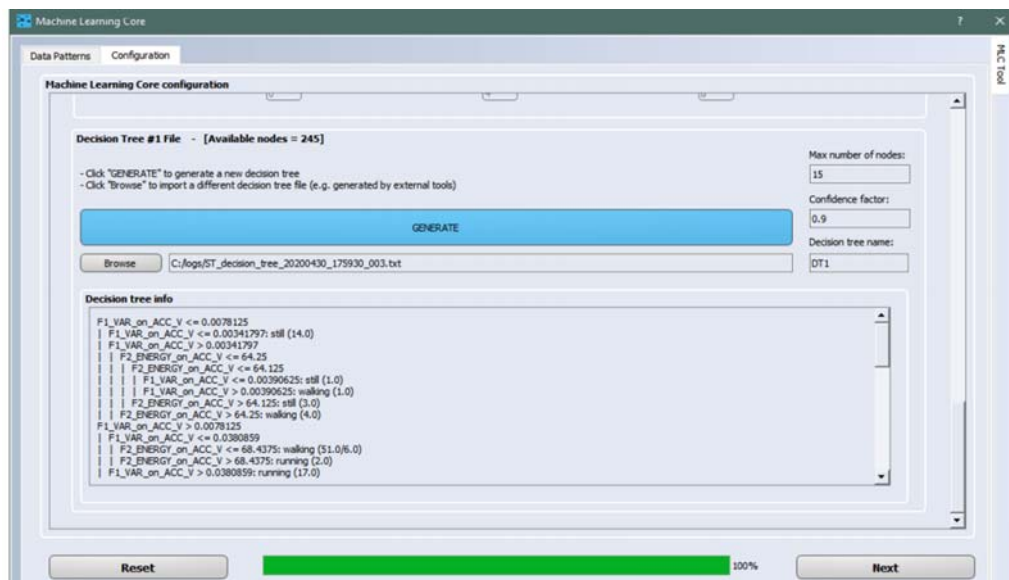 Machine Learning Core
? ×
Data Patterns Configuration
MLC Tool
Machine Learning Core configuration
Decision Tree #1 File - [Available nodes = 245]
Max number of nodes:
- Click "GENERATE" to generate a new decision tree
- Click "Browse" to import a different decision tree file (e.g. generated by external tools)
15
Confidence factor:
GENERATE
0.9
Decision tree name:
Browse C:/logs/ST_decision_tree_20200430_175930_003.txt
DT1
Decision tree info
F1_VAR_on_ACC_V <= 0.0078125
| F1_VAR_on_ACC_V <= 0.00341797: still (14.0)
| F1_VAR_on_ACC_V > 0.00341797
| | F2_ENERGY_on_ACC_V <= 64.25
| | | F2_ENERGY_on_ACC_V <= 64.125
| | | | F1_VAR_on_ACC_V <= 0.00390625: still (1.0)
| | | | F1_VAR_on_ACC_V > 0.00390625: walking (1.0)
| | | F2_ENERGY_on_ACC_V > 64.125: still (3.0)
| | F2_ENERGY_on_ACC_V > 64.25: walking (4.0)
F1_VAR_on_ACC_V > 0.0078125
| F1_VAR_on_ACC_V <= 0.0380859
| | F2_ENERGY_on_ACC_V <= 68.4375: walking (51.0/6.0)
| | F2_ENERGY_on_ACC_V > 68.4375: running (2.0)
| F1_VAR_on_ACC_V > 0.0380859: running (17.0)
Reset 100% Next